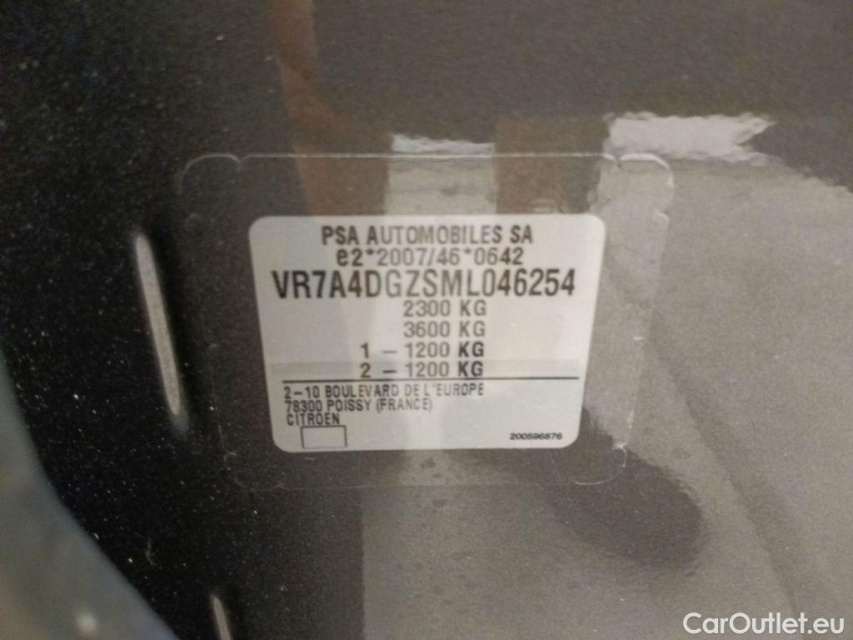 PSA AUTOMOBILES SA
e2*2007/46*0642
VR7A4DGZSML046254
2300 KG
3600 KG
1 - 1200 KG
2 - 1200 KG
2-10 BOULEVARD DE L'EUROPE
78300 POISSY (FRANCE)
CITROEN
200596876
CarOutlet.eu